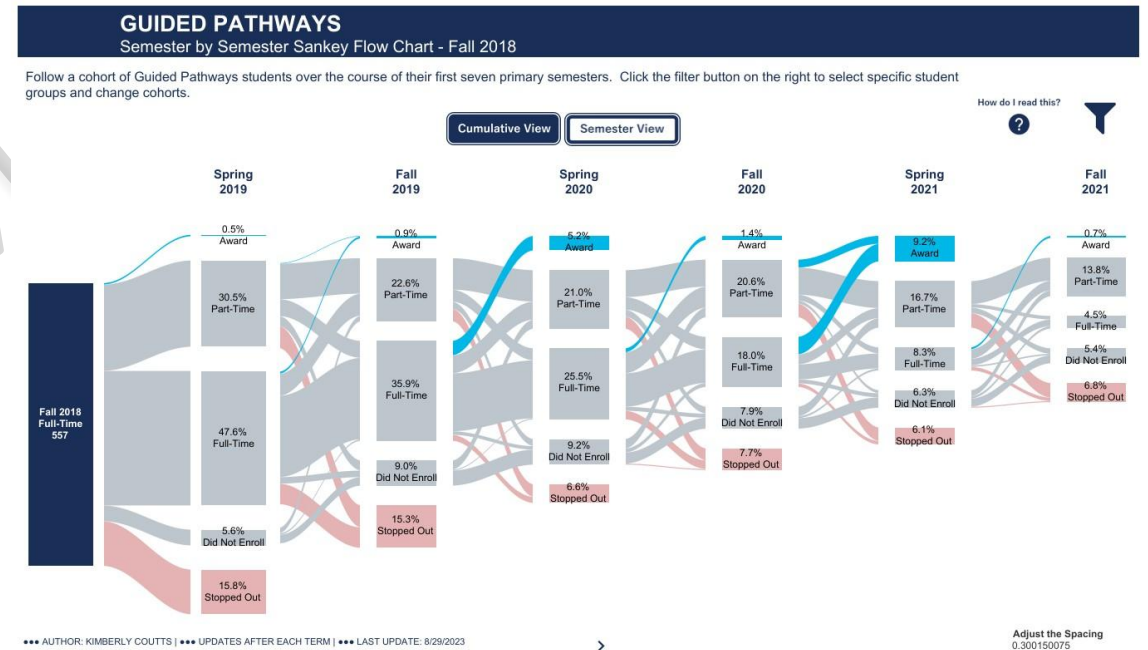 GUIDED PATHWAYS
Semester by Semester Sankey Flow Chart - Fall 2018
Follow a cohort of Guided Pathways students over the course of their first seven primary semesters. Click the filter button on the right to select specific student
groups and change cohorts.
How do I read this?
?
Cumulative View
Semester View
Spring
2019
Fall
2019
Spring
2020
Fall
2020
Spring
2021
Fall
2021
Fall 2018
Full-Time
557
0.5%
Award
30.5%
Part-Time
47.6%
Full-Time
5.6%
Did Not Enroll
15.8%
Stopped Out
0.9%
Award
22.6%
Part-Time
35.9%
Full-Time
9.0%
Did Not Enroll
15.3%
Stopped Out
5.2%
Award
21.0%
Part-Time
25.5%
Full-Time
9.2%
Did Not Enroll
6.6%
Stopped Out
1.4%
Award
20.6%
Part-Time
18.0%
Full-Time
7.9%
Did Not Enroll
7.7%
Stopped Out
9.2%
Award
16.7%
Part-Time
8.3%
Full-Time
6.3%
Did Not Enroll
6.1%
Stopped Out
0.7%
Award
13.8%
Part-Time
4.5%
Full-Time
5.4%
Did Not Enroll
6.8%
Stopped Out
●●● AUTHOR: KIMBERLY COUTTS | ●●● UPDATES AFTER EACH TERM | ●●● LAST UPDATE: 8/29/2023
Adjust the Spacing
0.300150075